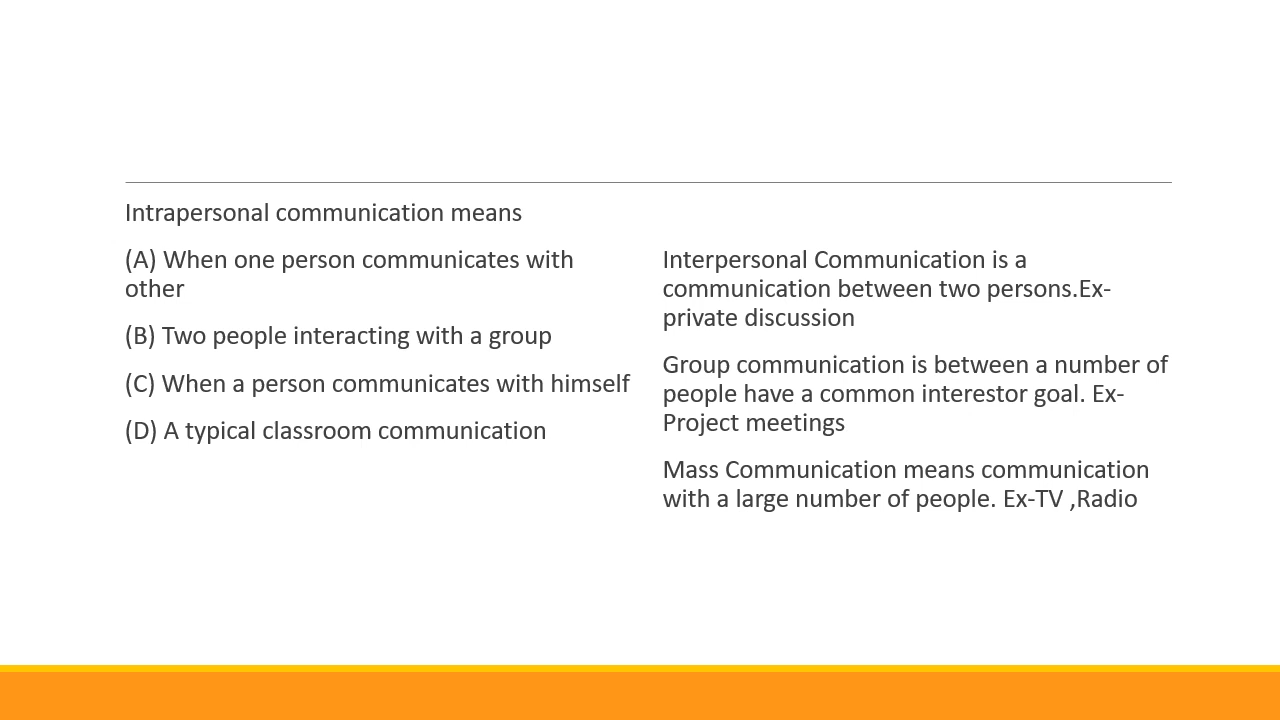 Intrapersonal communication means
(A) When one person communicates with
other
(B) Two people interacting with a group
(C) When a person communicates with himself
(D) A typical classroom communication
Interpersonal Communication is a
communication between two persons.Ex-
private discussion
Group communication is between a number of
people have a common interestor goal. Ex-
Project meetings
Mass Communication means communication
with a large number of people. Ex-TV ,Radio